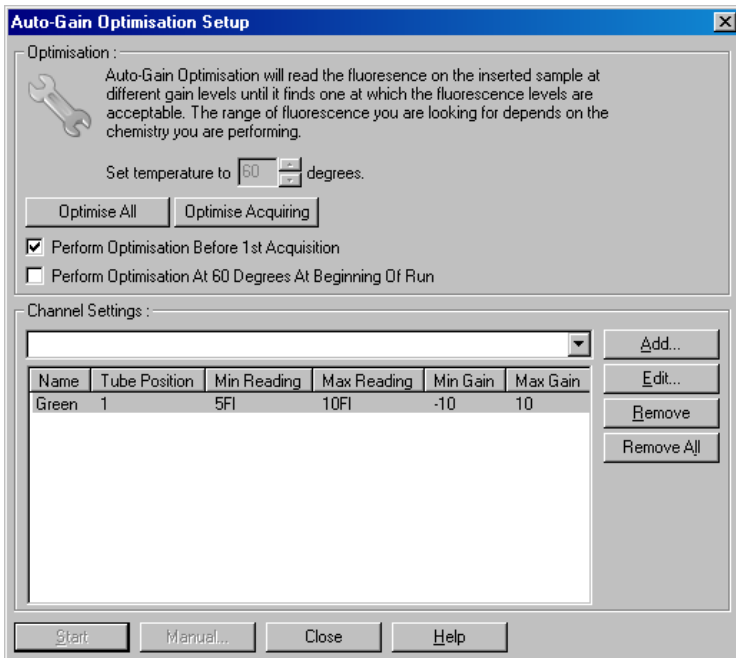 Auto-Gain Optimisation Setup
Optimisation :
Auto-Gain Optimisation will read the fluoresence on the inserted sample at
different gain levels until it finds one at which the fluorescence levels are
acceptable. The range of fluorescence you are looking for depends on the
chemistry you are performing.
Set temperature to 60 degrees.
Optimise All Optimise Acquiring
Perform Optimisation Before 1st Acquisition
Perform Optimisation At 60 Degrees At Beginning Of Run
Channel Settings :
Add...
Name Tube Position Min Reading Max Reading Min Gain Max Gain Edit...
Green 1 5Fl 10Fl -10 10
Remove
Remove All
Start Manual... Close Help